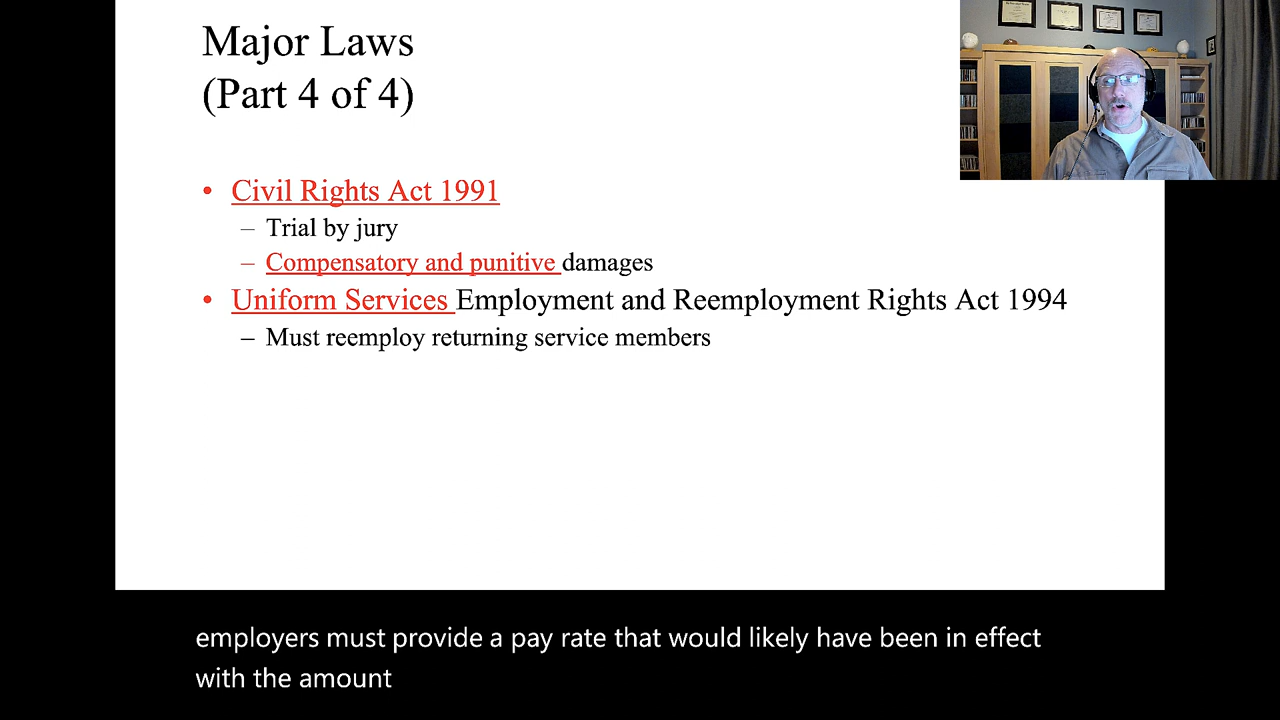 Major Laws
(Part 4 of 4)
• Civil Rights Act 1991
– Trial by jury
– Compensatory and punitive damages
• Uniform Services Employment and Reemployment Rights Act 1994
– Must reemploy returning service members
employers must provide a pay rate that would likely have been in effect
with the amount